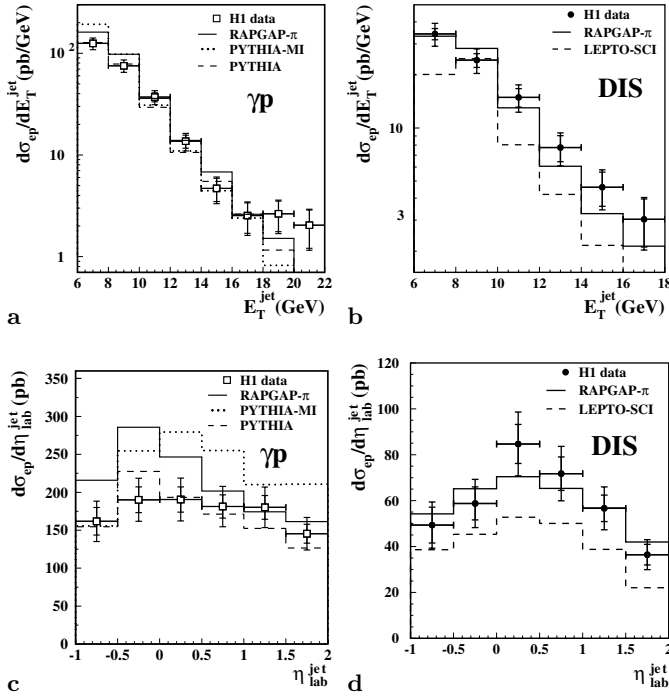 dσ_ep/dE_T^jet (pb/GeV)
10^2
10
1
H1 data
RAPGAP-π
PYTHIA-MI
PYTHIA
γp
6 8 10 12 14 16 18 20 22
E_T^jet (GeV)
a
dσ_ep/dE_T^jet (pb/GeV)
10
3
H1 data
RAPGAP-π
LEPTO-SCI
DIS
6 8 10 12 14 16 18
E_T^jet (GeV)
b
dσ_ep/dη_lab^jet (pb)
400
350
300
250
200
150
100
50
0
H1 data
RAPGAP-π
PYTHIA-MI
PYTHIA
γp
-1 -0.5 0 0.5 1 1.5 2
η_lab^jet
c
dσ_ep/dη_lab^jet (pb)
120
100
80
60
40
20
0
H1 data
RAPGAP-π
LEPTO-SCI
DIS
-1 -0.5 0 0.5 1 1.5 2
η_lab^jet
d